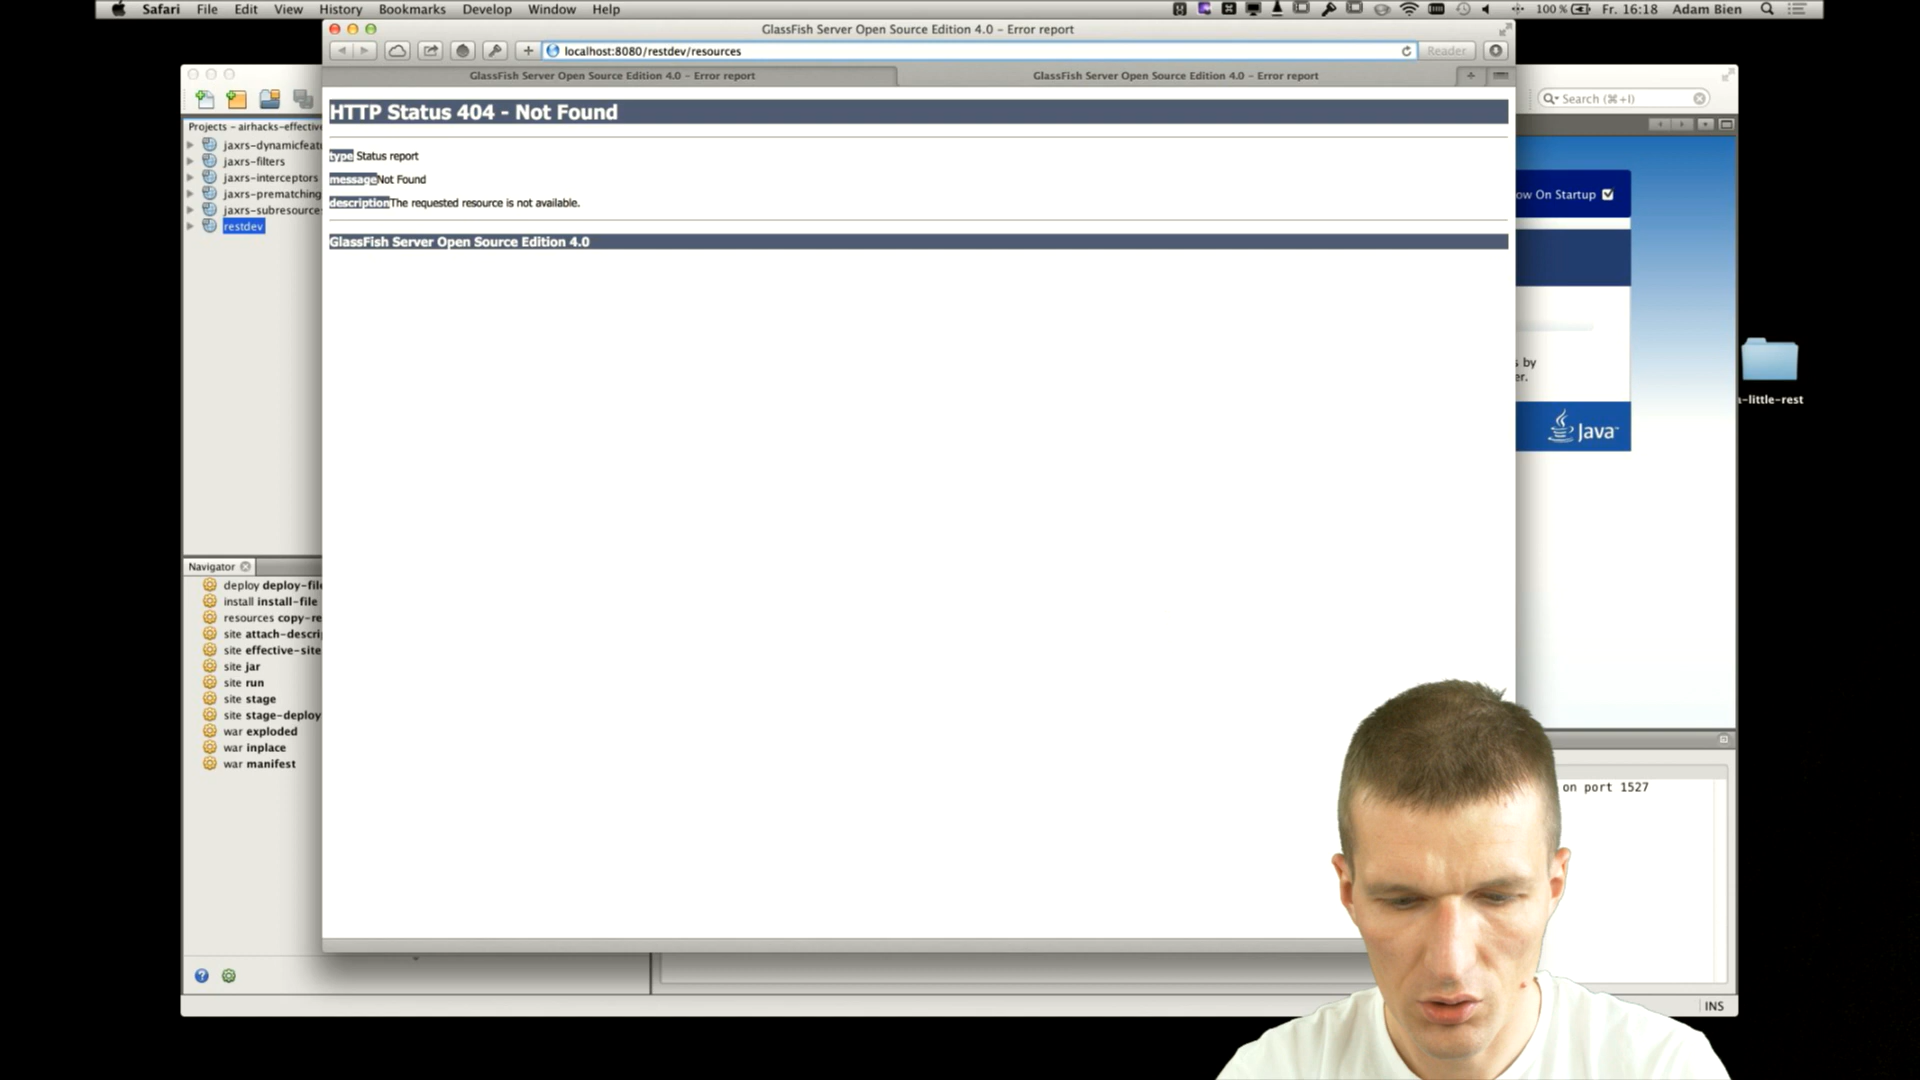 Safari File Edit View History Bookmarks Develop Window Help 100 % Fr. 16:18 Adam Bien
GlassFish Server Open Source Edition 4.0 – Error report
localhost:8080/restdev/resources
Reader
GlassFish Server Open Source Edition 4.0 – Error report
GlassFish Server Open Source Edition 4.0 – Error report
HTTP Status 404 - Not Found
type Status report
messageNot Found
descriptionThe requested resource is not available.
GlassFish Server Open Source Edition 4.0
Projects – airhacks-effective
jaxrs-dynamicfeat
jaxrs-filters
jaxrs-interceptors
jaxrs-prematching
jaxrs-subresource
restdev
Navigator
deploy deploy-file
install install-file
resources copy-re
site attach-descri
site effective-site
site jar
site run
site stage
site stage-deploy
war exploded
war inplace
war manifest
Search (⌘+I)
ow On Startup
s by
er.
Java
-little-rest
on port 1527
INS